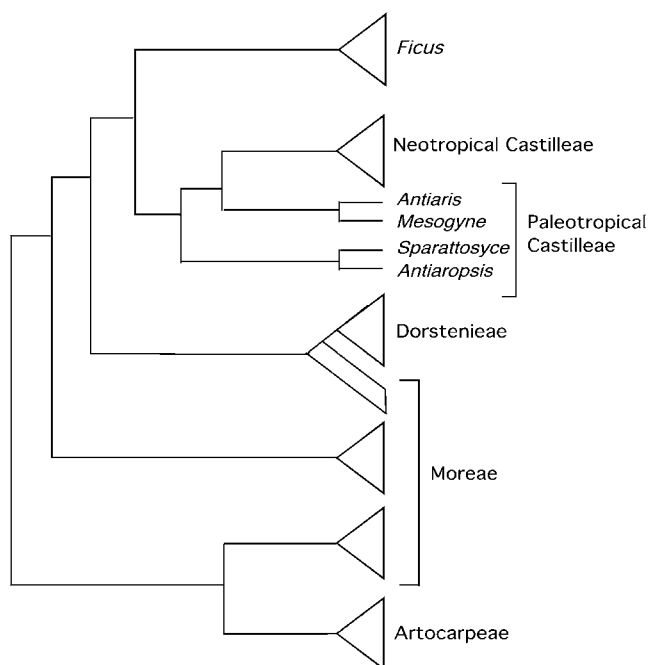 Ficus
Neotropical Castilleae
Antiaris
Mesogyne
Sparattosyce
Antiaropsis
Paleotropical
Castilleae
Dorstenieae
Moreae
Artocarpeae